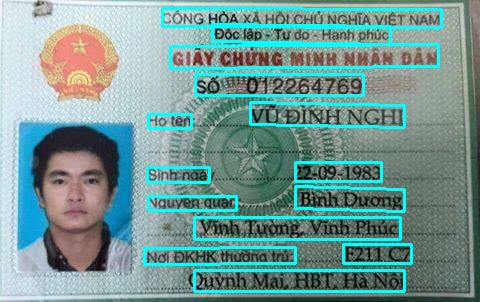 CỘNG HÒA XÃ HỘI CHỦ NGHĨA VIỆT NAM
Độc lập - Tự do - Hạnh phúc
GIẤY CHỨNG MINH NHÂN DÂN
SỐ 012264769
Họ tên VŨ ĐÌNH NGHI
Sinh ngày 22-09-1983
Nguyên quán Bình Dương
Vĩnh Tường, Vĩnh Phúc
Nơi ĐKHK thường trú: F211 C7
Quỳnh Mai, HBT, Hà Nội
VIỆT NAM